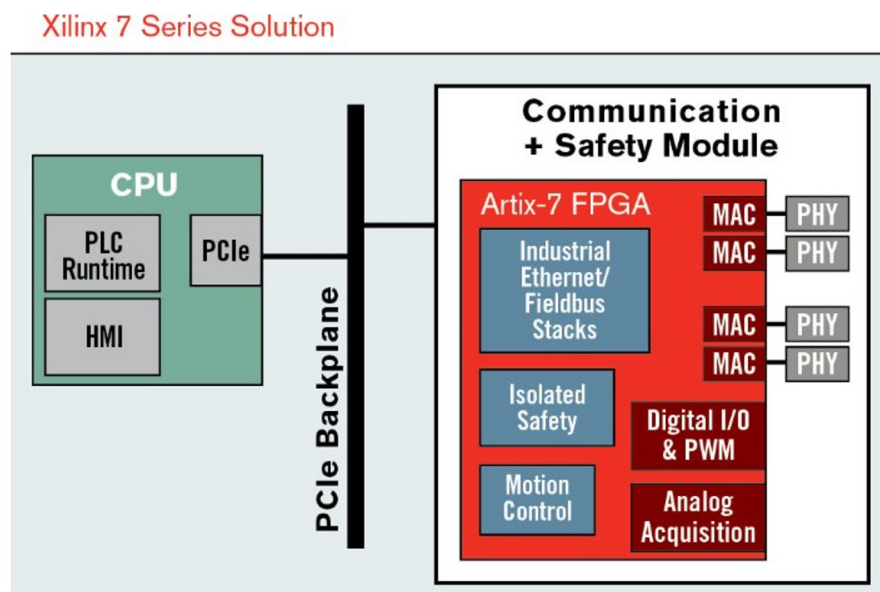 Xilinx 7 Series Solution
Communication
+ Safety Module
CPU
PLC
Runtime
PCIe
HMI
PCIe Backplane
Artix-7 FPGA
Industrial
Ethernet/
Fieldbus
Stacks
Isolated
Safety
Motion
Control
MAC
PHY
MAC
PHY
MAC
PHY
MAC
PHY
Digital I/O
& PWM
Analog
Acquisition